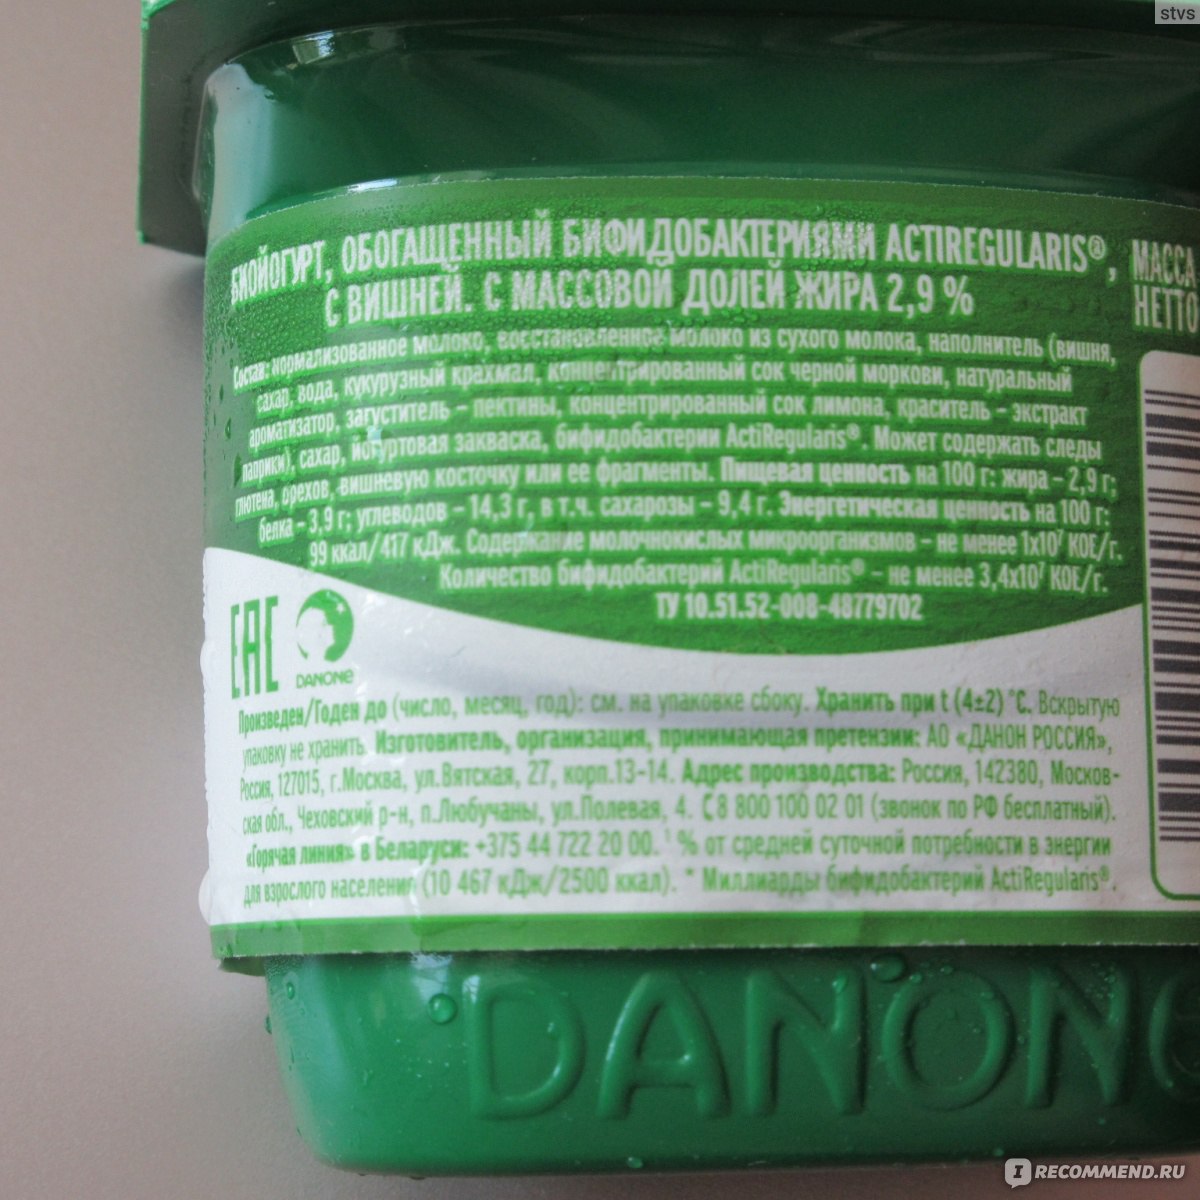 stvs
БИОЙОГУРТ, ОБОГАЩЕННЫЙ БИФИДОБАКТЕРИЯМИ ACTIREGULARIS®,
С ВИШНЕЙ. С МАССОВОЙ ДОЛЕЙ ЖИРА 2,9 %
МАССА
НЕТТО
Состав: нормализованное молоко, восстановленное молоко из сухого молока, наполнитель (вишня,
сахар, вода, кукурузный крахмал, концентрированный сок черной моркови, натуральный
ароматизатор, загуститель – пектины, концентрированный сок лимона, краситель – экстракт
паприки), сахар, йогуртовая закваска, бифидобактерии ActiRegularis®. Может содержать следы
глютена, орехов, вишневую косточку или ее фрагменты. Пищевая ценность на 100 г: жира – 2,9 г;
белка – 3,9 г; углеводов – 14,3 г, в т.ч. сахарозы – 9,4 г. Энергетическая ценность на 100 г:
99 ккал/417 кДж. Содержание молочнокислых микроорганизмов – не менее 1х10⁷ КОЕ/г.
Количество бифидобактерий ActiRegularis® – не менее 3,4х10⁷ КОЕ/г.
ТУ 10.51.52-008-48779702
EAC
DANONE
Произведен/Годен до (число, месяц, год): см. на упаковке сбоку. Хранить при t (4±2) °С. Вскрытую
упаковку не хранить. Изготовитель, организация, принимающая претензии: АО «ДАНОН РОССИЯ»,
Россия, 127015, г.Москва, ул.Вятская, 27, корп.13-14. Адрес производства: Россия, 142380, Москов-
ская обл., Чеховский р-н, п.Любучаны, ул.Полевая, 4. 8 800 100 02 01 (звонок по РФ бесплатный).
«Горячая линия» в Беларуси: +375 44 722 20 00. ¹ % от средней суточной потребности в энергии
для взрослого населения (10 467 кДж/2500 ккал). * Миллиарды бифидобактерий ActiRegularis®.
DANONE
IRECOMMEND.RU